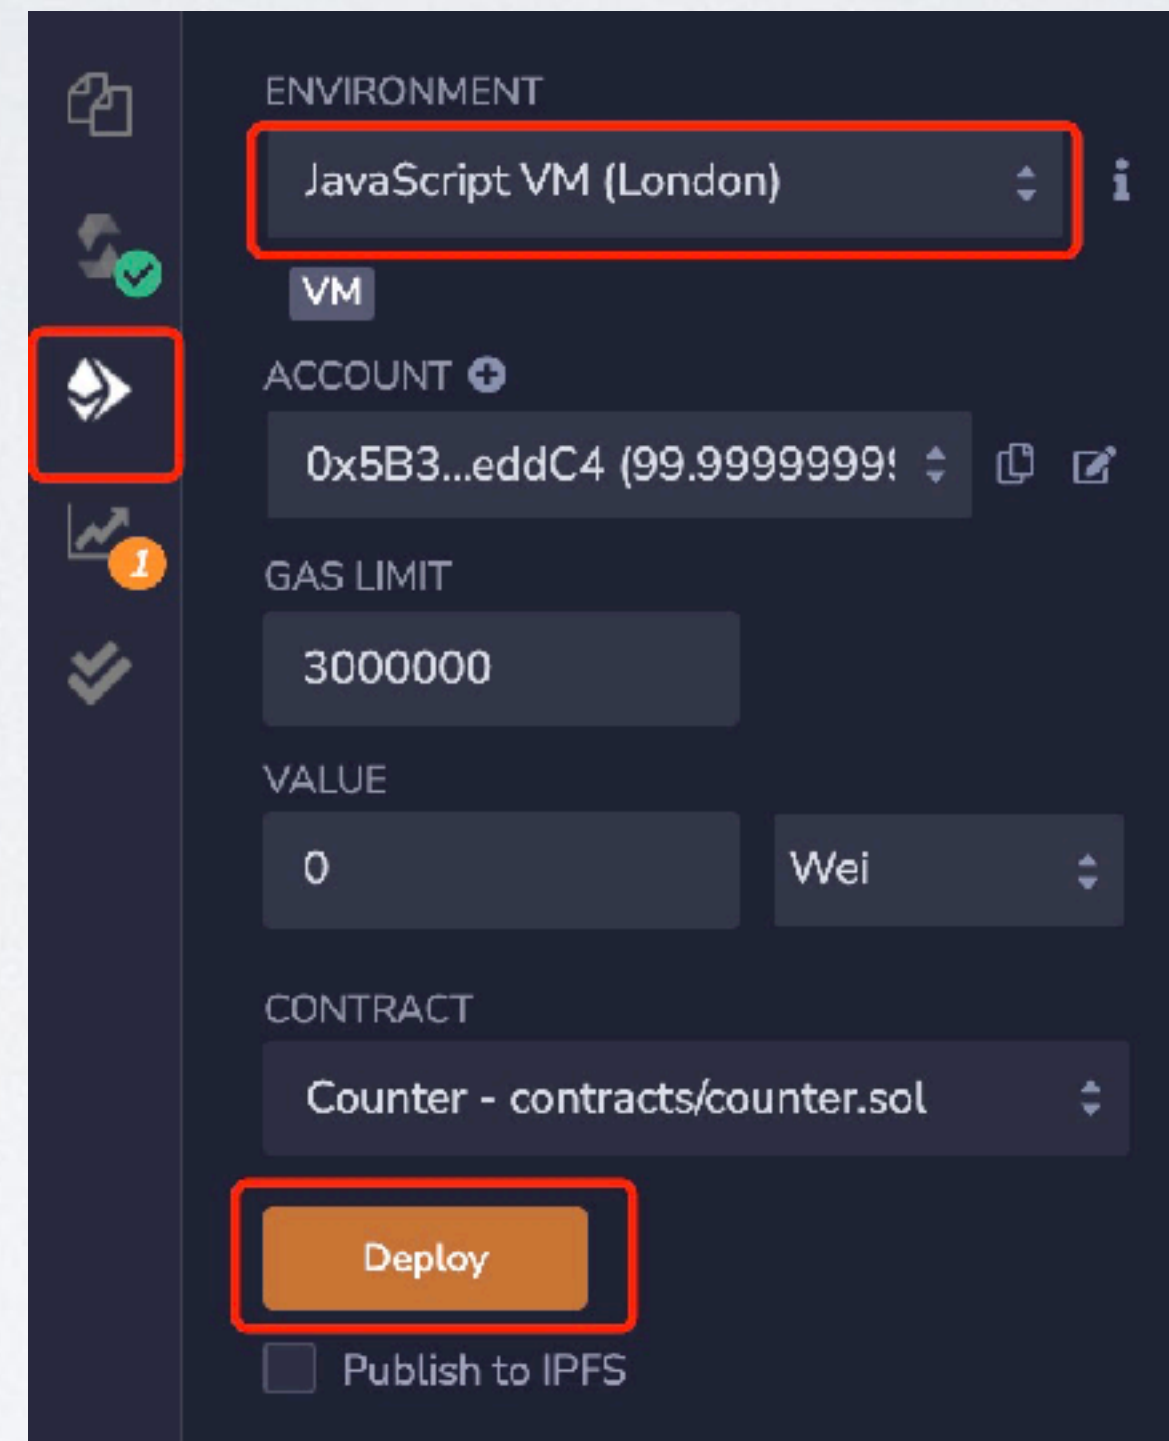 ENVIRONMENT
JavaScript VM (London)
VM
ACCOUNT
0x5B3...eddC4 (99.99999999
1
GAS LIMIT
3000000
VALUE
0 Wei
CONTRACT
Counter - contracts/counter.sol
Deploy
Publish to IPFS